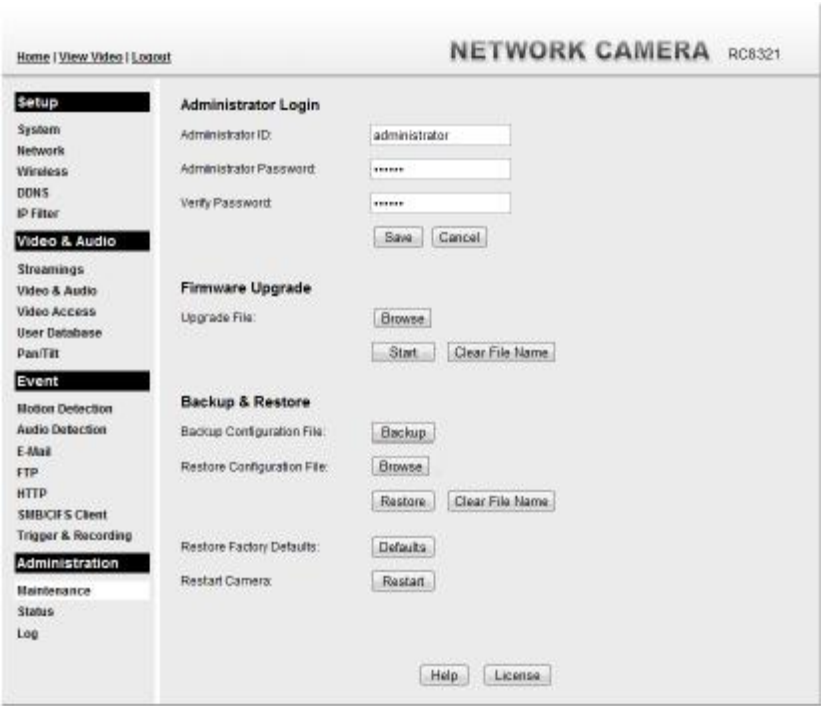 Home | View Video | Logout
NETWORK CAMERA RC8321
Setup
System
Network
Wireless
DDNS
IP Filter
Video & Audio
Streamings
Video & Audio
Video Access
User Database
Pan/Tilt
Event
Motion Detection
Audio Detection
E-Mail
FTP
HTTP
SMB/CIFS Client
Trigger & Recording
Administration
Maintenance
Status
Log
Administrator Login
Administrator ID: administrator
Administrator Password: ••••••
Verify Password: ••••••
Save Cancel
Firmware Upgrade
Upgrade File: Browse
Start Clear File Name
Backup & Restore
Backup Configuration File: Backup
Restore Configuration File: Browse
Restore Clear File Name
Restore Factory Defaults: Defaults
Restart Camera: Restart
Help License